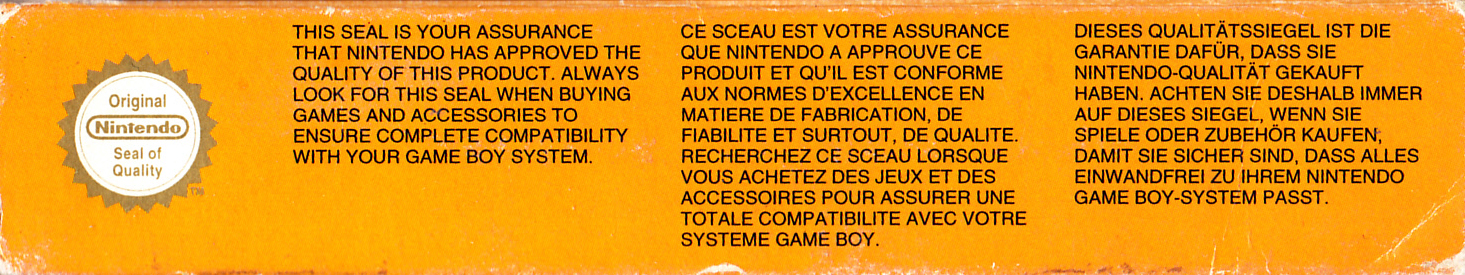 Original
Nintendo
Seal of
Quality
TM
THIS SEAL IS YOUR ASSURANCE
THAT NINTENDO HAS APPROVED THE
QUALITY OF THIS PRODUCT. ALWAYS
LOOK FOR THIS SEAL WHEN BUYING
GAMES AND ACCESSORIES TO
ENSURE COMPLETE COMPATIBILITY
WITH YOUR GAME BOY SYSTEM.
CE SCEAU EST VOTRE ASSURANCE
QUE NINTENDO A APPROUVE CE
PRODUIT ET QU'IL EST CONFORME
AUX NORMES D'EXCELLENCE EN
MATIERE DE FABRICATION, DE
FIABILITE ET SURTOUT, DE QUALITE.
RECHERCHEZ CE SCEAU LORSQUE
VOUS ACHETEZ DES JEUX ET DES
ACCESSOIRES POUR ASSURER UNE
TOTALE COMPATIBILITE AVEC VOTRE
SYSTEME GAME BOY.
DIESES QUALITÄTSSIEGEL IST DIE
GARANTIE DAFÜR, DASS SIE
NINTENDO-QUALITÄT GEKAUFT
HABEN. ACHTEN SIE DESHALB IMMER
AUF DIESES SIEGEL, WENN SIE
SPIELE ODER ZUBEHÖR KAUFEN,
DAMIT SIE SICHER SIND, DASS ALLES
EINWANDFREI ZU IHREM NINTENDO
GAME BOY-SYSTEM PASST.